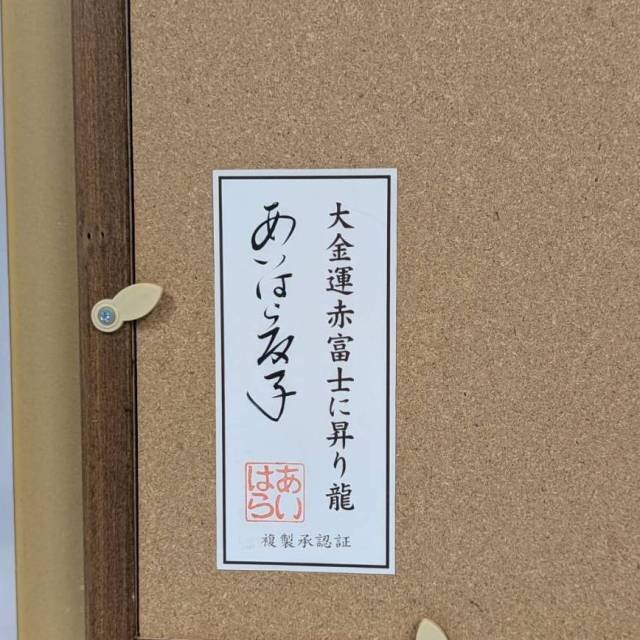 大金運赤富士に昇り龍
あいはら友子
あいはら
複製承認証